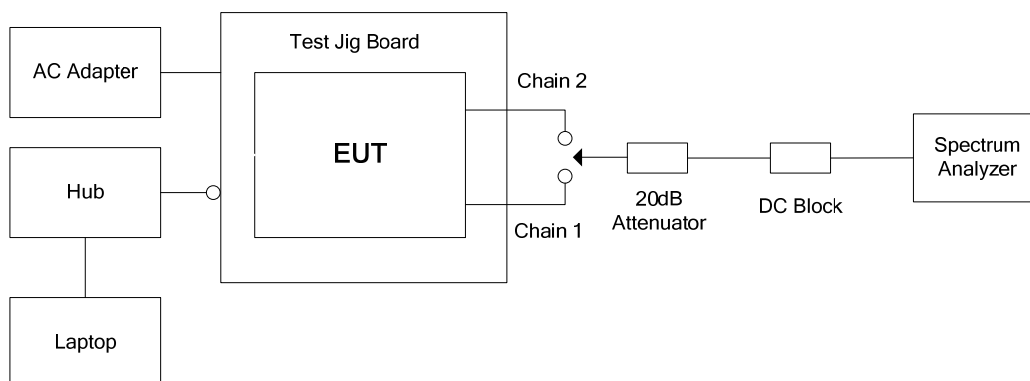 Test Jig Board
AC Adapter
Chain 2
EUT
Spectrum
Analyzer
Hub
20dB
Attenuator
DC Block
Chain 1
Laptop